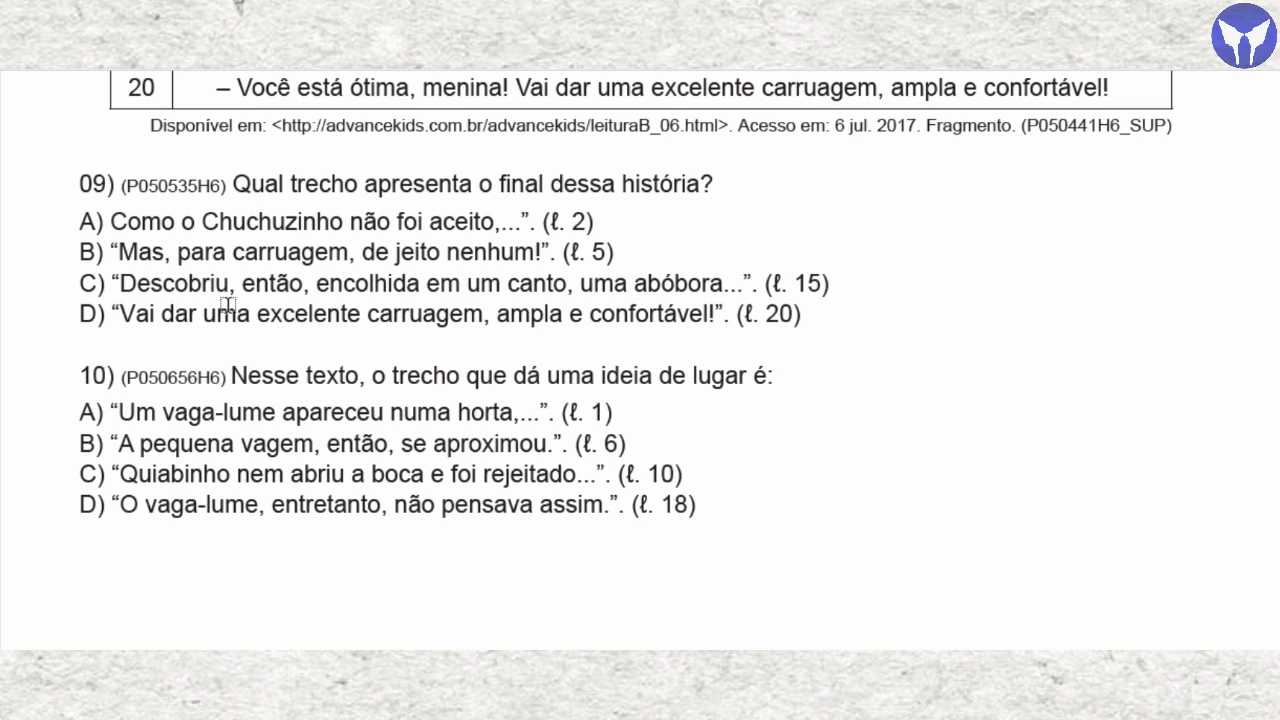 20 – Você está ótima, menina! Vai dar uma excelente carruagem, ampla e confortável!
Disponível em: <http://advancekids.com.br/advancekids/leituraB_06.html>. Acesso em: 6 jul. 2017. Fragmento. (P050441H6_SUP)
09) (P050535H6) Qual trecho apresenta o final dessa história?
A) Como o Chuchuzinho não foi aceito,...”. (ℓ. 2)
B) “Mas, para carruagem, de jeito nenhum!”. (ℓ. 5)
C) “Descobriu, então, encolhida em um canto, uma abóbora...”. (ℓ. 15)
D) “Vai dar uma excelente carruagem, ampla e confortável!”. (ℓ. 20)
10) (P050656H6) Nesse texto, o trecho que dá uma ideia de lugar é:
A) “Um vaga-lume apareceu numa horta,...”. (ℓ. 1)
B) “A pequena vagem, então, se aproximou.”. (ℓ. 6)
C) “Quiabinho nem abriu a boca e foi rejeitado...”. (ℓ. 10)
D) “O vaga-lume, entretanto, não pensava assim.”. (ℓ. 18)